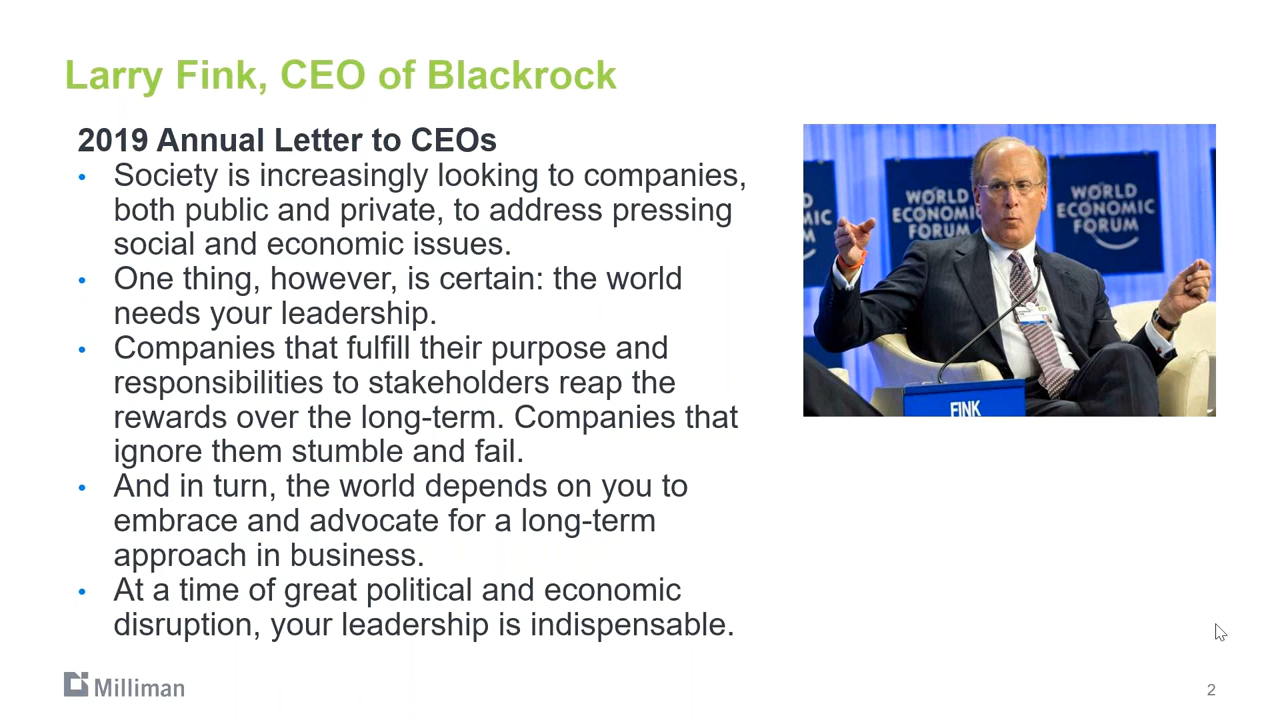 Larry Fink, CEO of Blackrock
2019 Annual Letter to CEOs
• Society is increasingly looking to companies,
both public and private, to address pressing
social and economic issues.
• One thing, however, is certain: the world
needs your leadership.
• Companies that fulfill their purpose and
responsibilities to stakeholders reap the
rewards over the long-term. Companies that
ignore them stumble and fail.
• And in turn, the world depends on you to
embrace and advocate for a long-term
approach in business.
• At a time of great political and economic
disruption, your leadership is indispensable.
D
MIC
M
WORLD
ECONOMIC
FORUM
WORLD
ECONOMIC
FORUM
FINK
Milliman
2